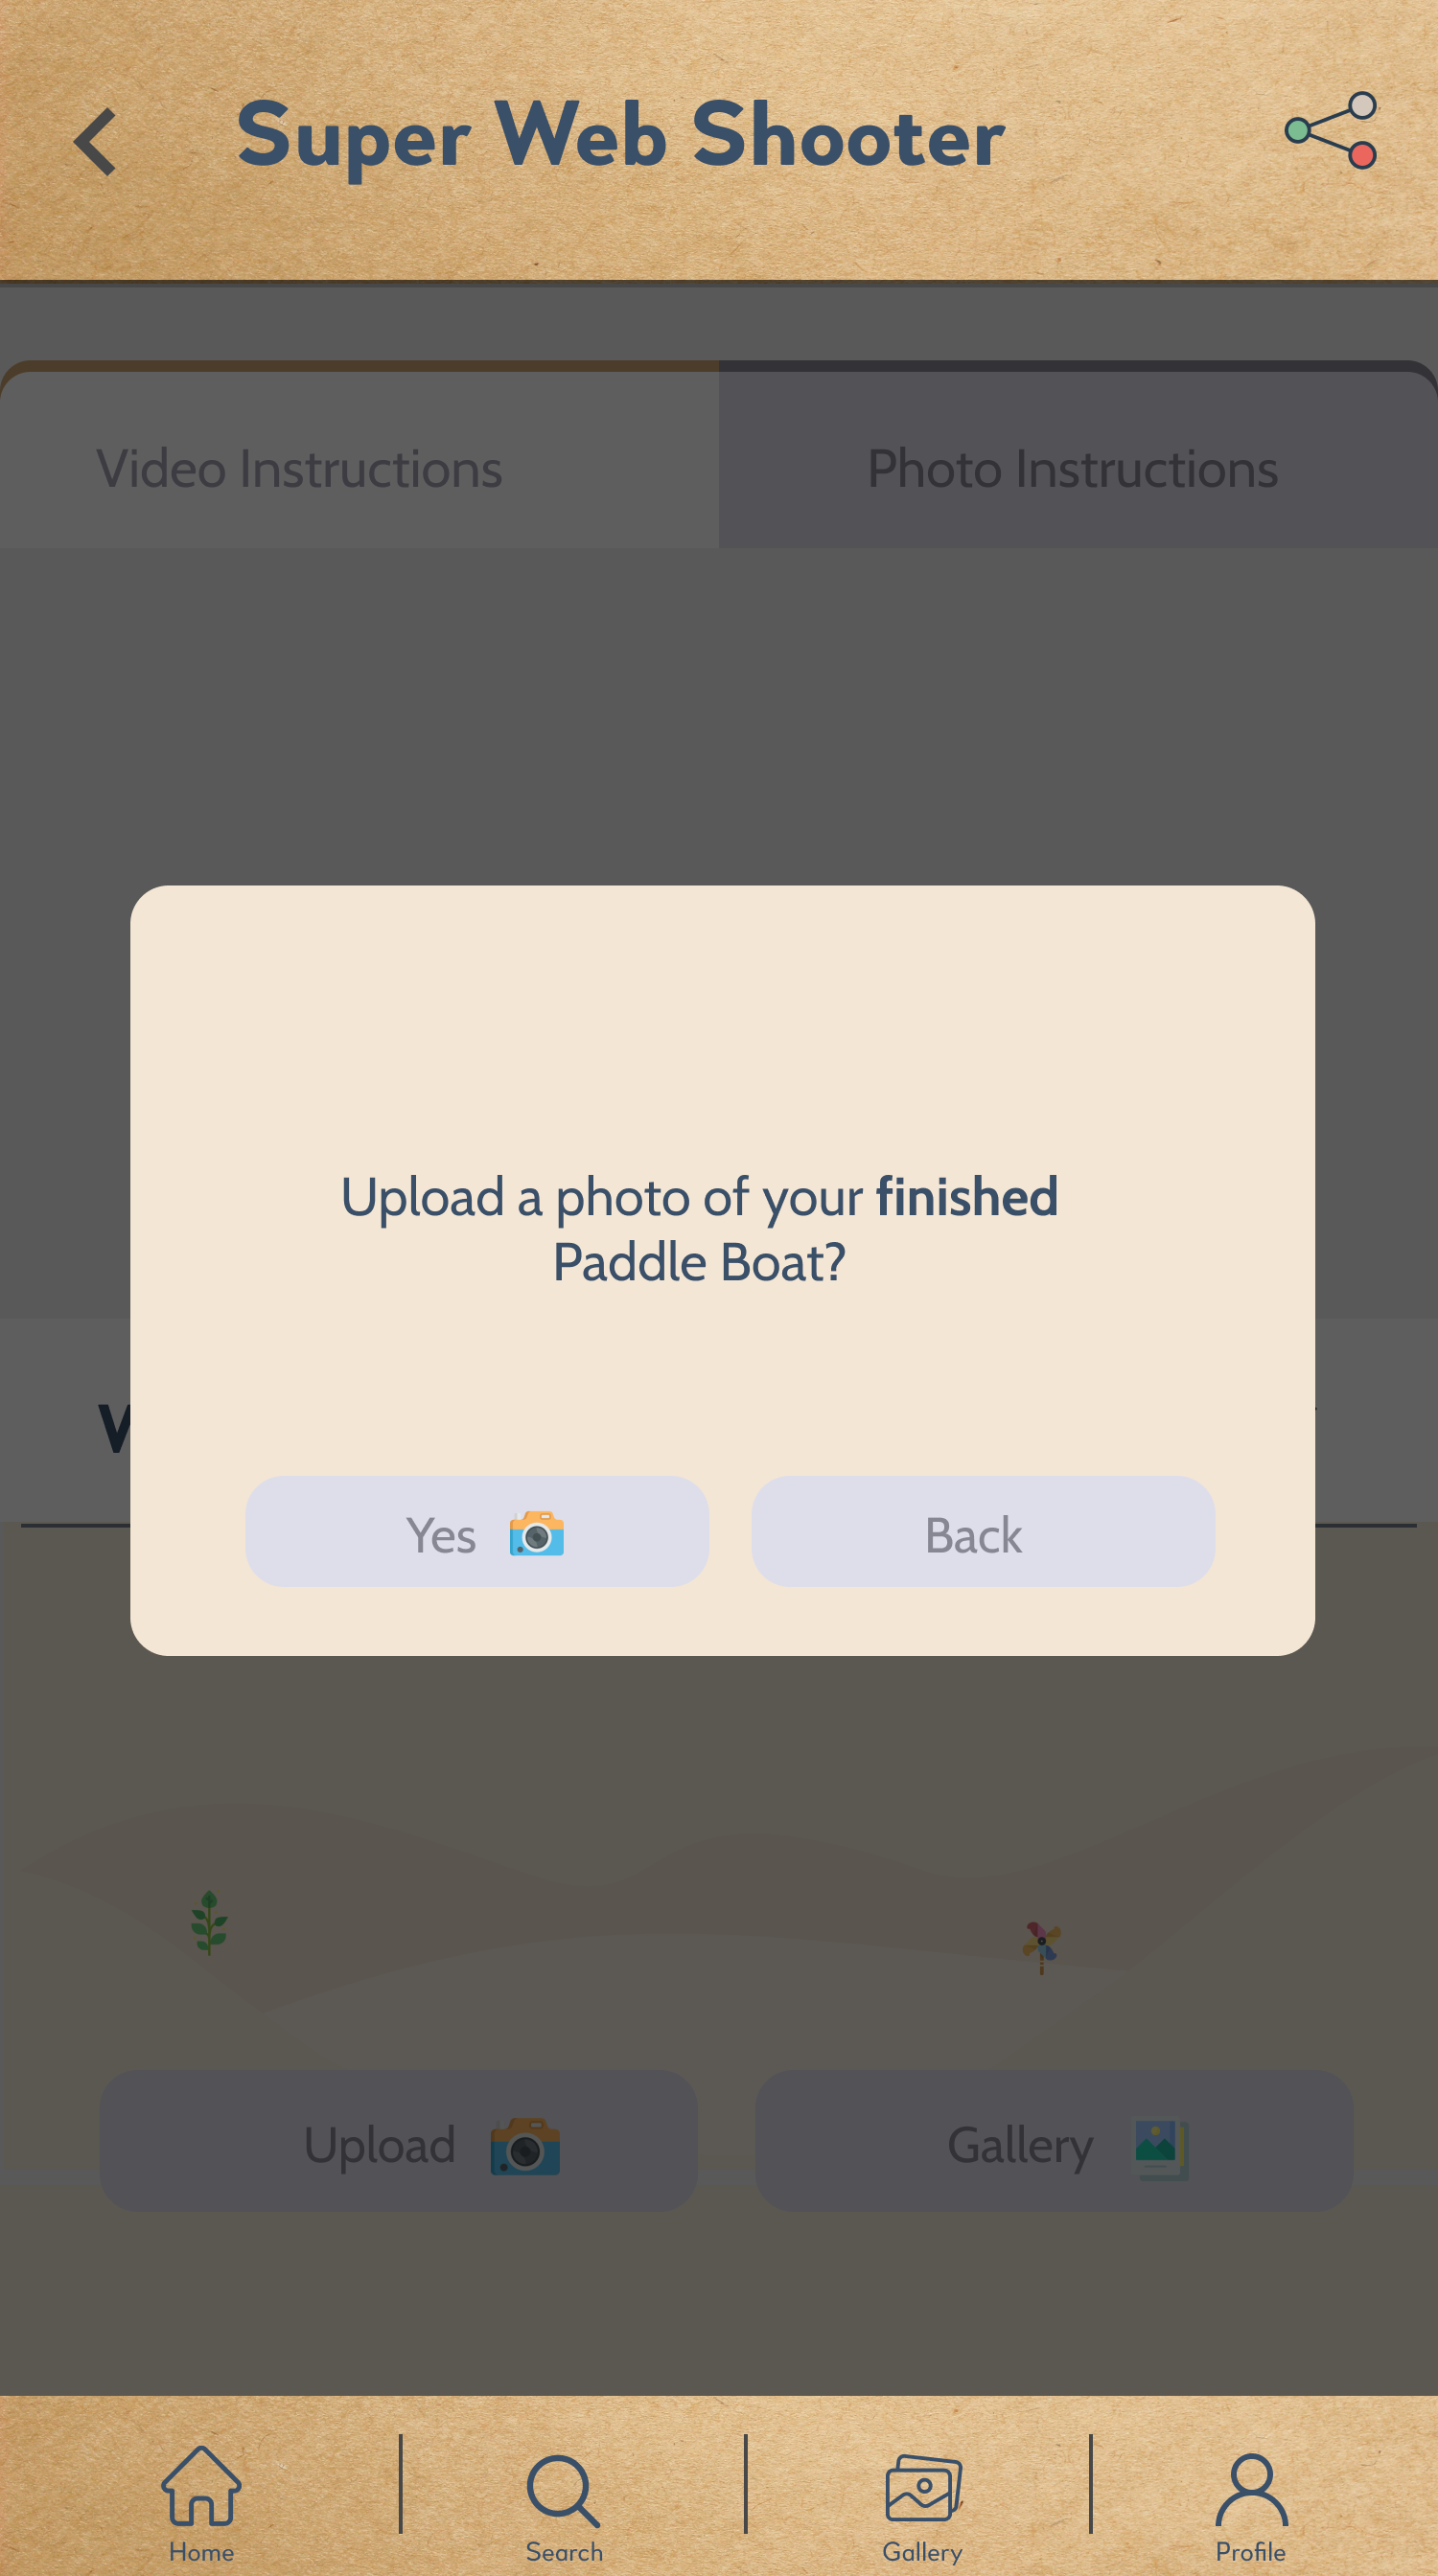 Super Web Shooter
Video Instructions
Photo Instructions
Upload a photo of your finished
Paddle Boat?
Yes
Back
Upload
Gallery
Home
Search
Gallery
Profile